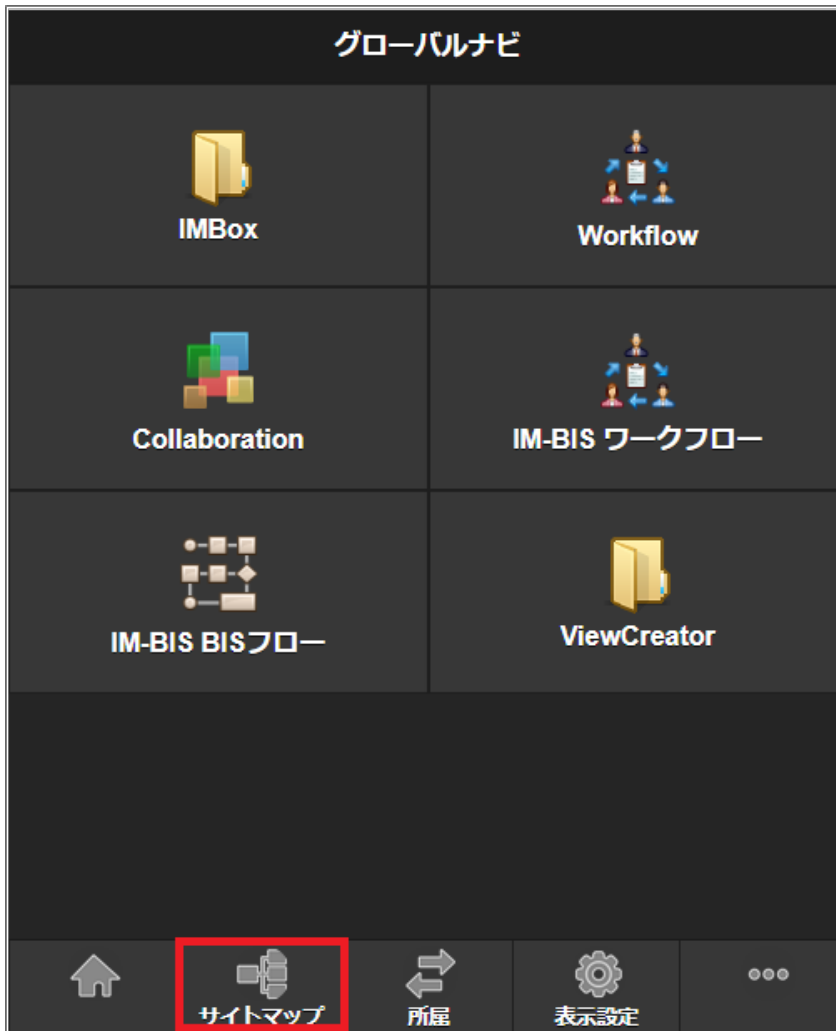 グローバルナビ
IMBox
Workflow
Collaboration
IM-BIS ワークフロー
IM-BIS BISフロー
ViewCreator
サイトマップ
所属
表示設定